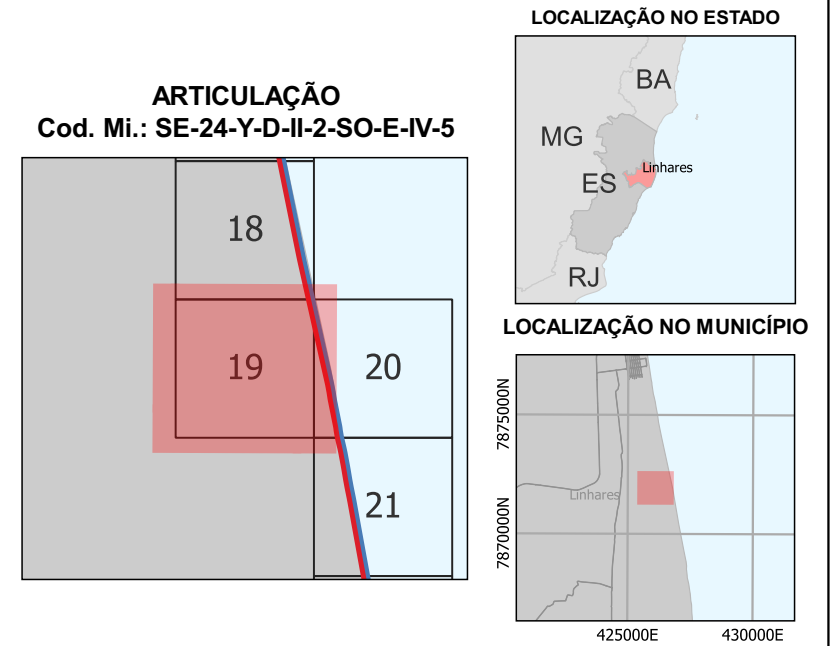 ARTICULAÇÃO
Cod. Mi.: SE-24-Y-D-II-2-SO-E-IV-5
18
19
20
21
LOCALIZAÇÃO NO ESTADO
BA
MG
Linhares
ES
RJ
LOCALIZAÇÃO NO MUNICÍPIO
7875000N
Linhares
7870000N
425000E
430000E